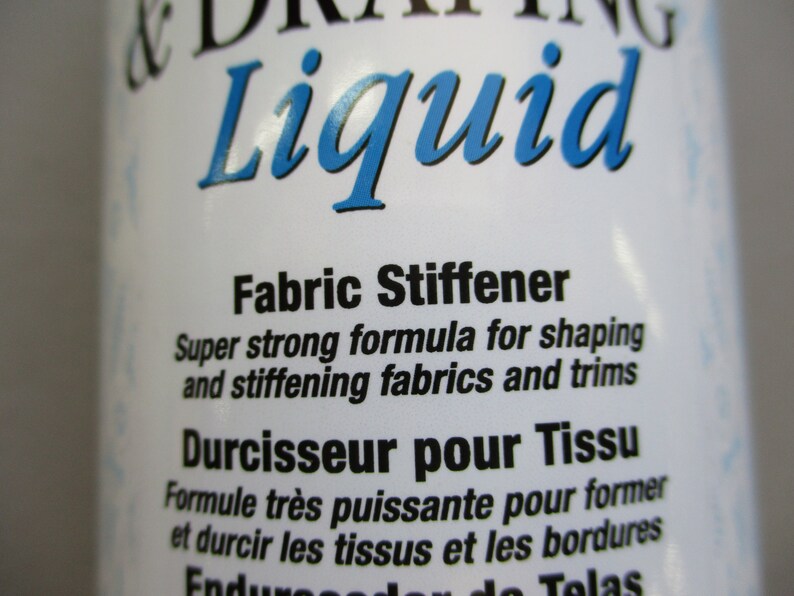 & DRAPING
Liquid
Fabric Stiffener
Super strong formula for shaping
and stiffening fabrics and trims
Durcisseur pour Tissu
Formule très puissante pour former
et durcir les tissus et les bordures
Endurecedor de Telas